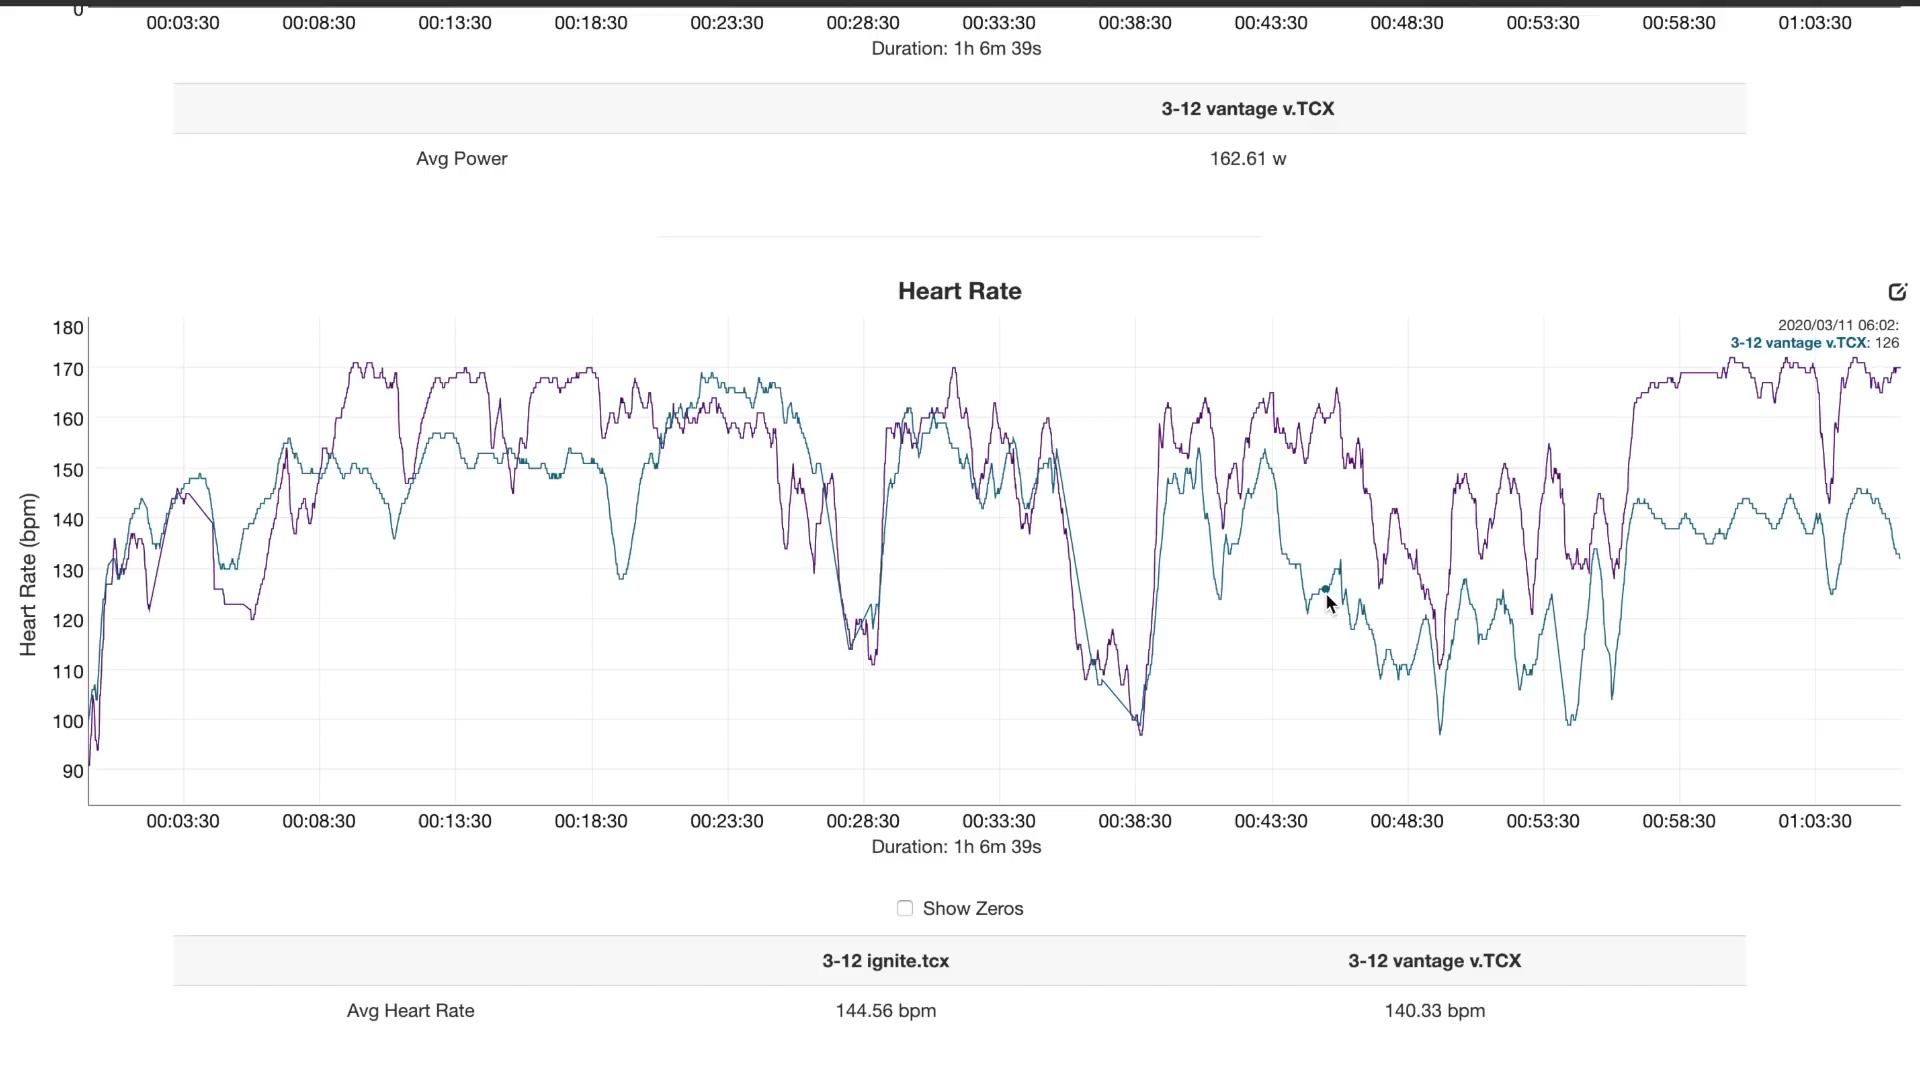 0
00:03:30 00:08:30 00:13:30 00:18:30 00:23:30 00:28:30 00:33:30 00:38:30 00:43:30 00:48:30 00:53:30 00:58:30 01:03:30
Duration: 1h 6m 39s
3-12 vantage v.TCX
Avg Power 162.61 w
Heart Rate
2020/03/11 06:02:
3-12 vantage v.TCX: 126
Heart Rate (bpm)
180
170
160
150
140
130
120
110
100
90
00:03:30 00:08:30 00:13:30 00:18:30 00:23:30 00:28:30 00:33:30 00:38:30 00:43:30 00:48:30 00:53:30 00:58:30 01:03:30
Duration: 1h 6m 39s
Show Zeros
3-12 ignite.tcx 3-12 vantage v.TCX
Avg Heart Rate 144.56 bpm 140.33 bpm